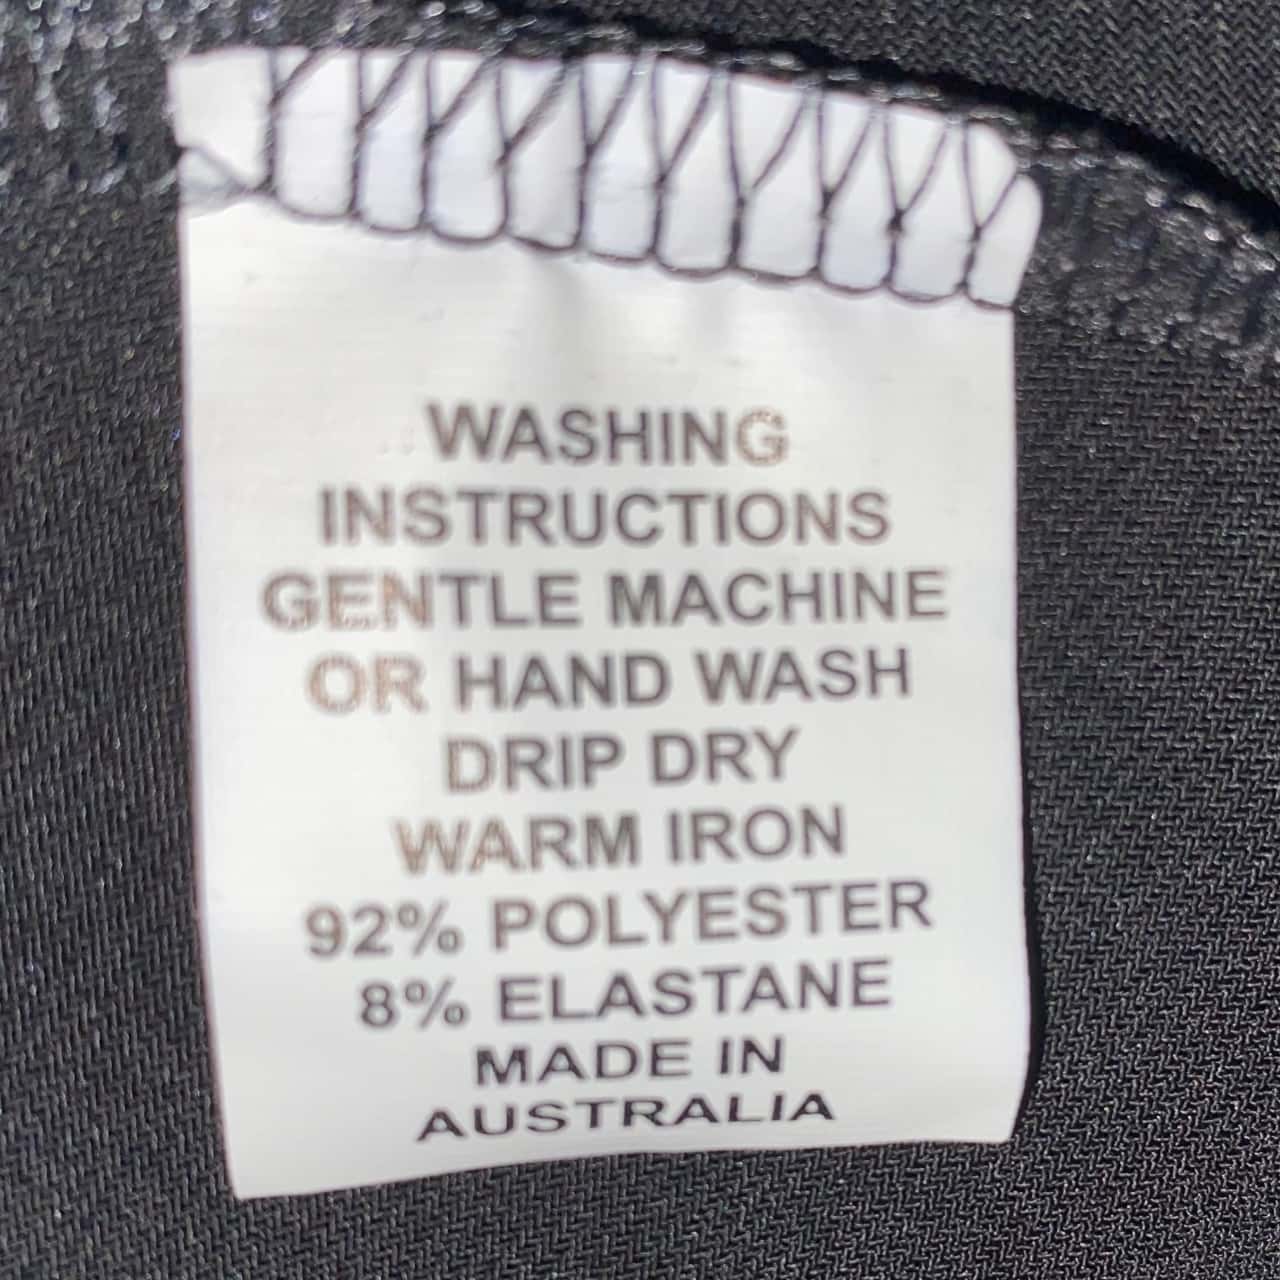 WASHING
INSTRUCTIONS
GENTLE MACHINE
OR HAND WASH
DRIP DRY
WARM IRON
92% POLYESTER
8% ELASTANE
MADE IN
AUSTRALIA